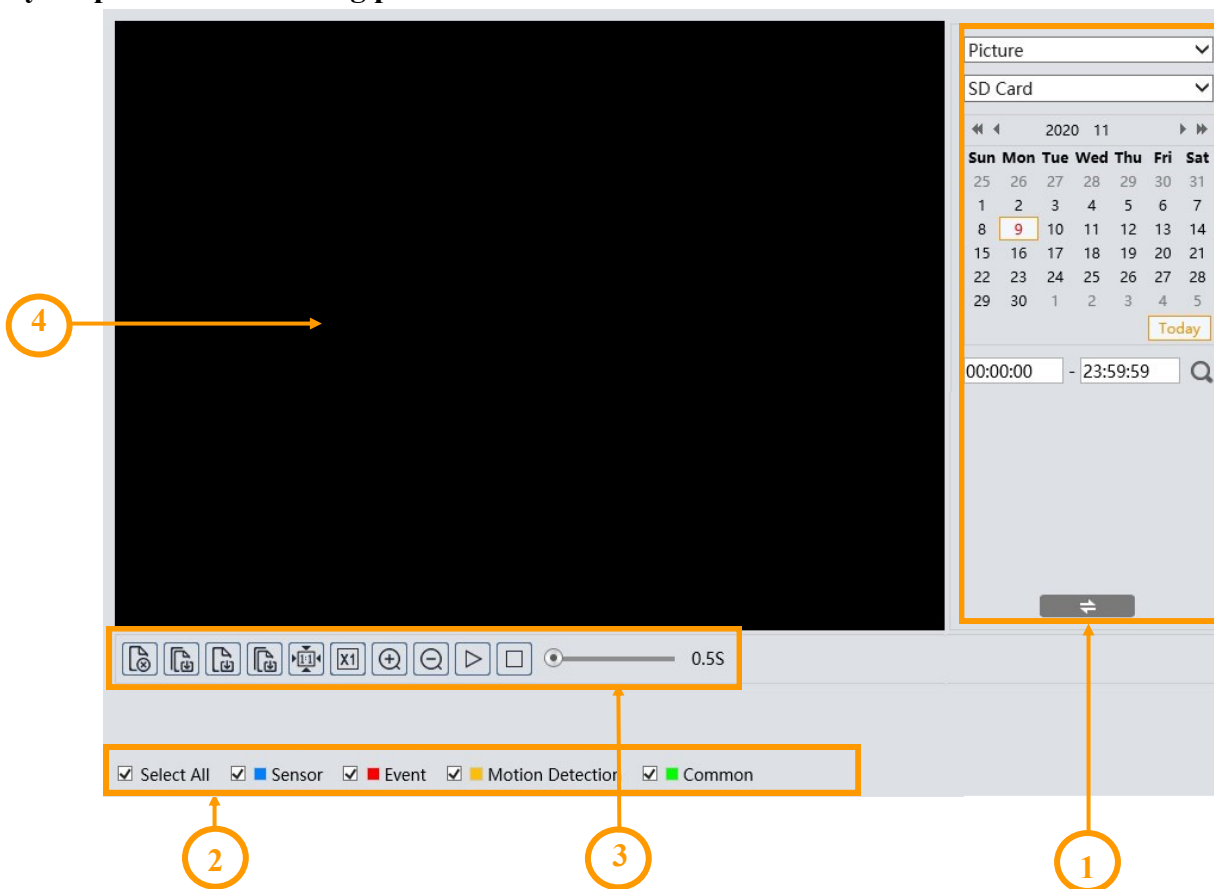 Picture
SD Card
2020 11
Sun Mon Tue Wed Thu Fri Sat
25 26 27 28 29 30 31
1 2 3 4 5 6 7
8 9 10 11 12 13 14
15 16 17 18 19 20 21
22 23 24 25 26 27 28
29 30 1 2 3 4 5
Today
00:00:00 - 23:59:59
4
1:1 X1 0.5S
Select All Sensor Event Motion Detection Common
2 3 1